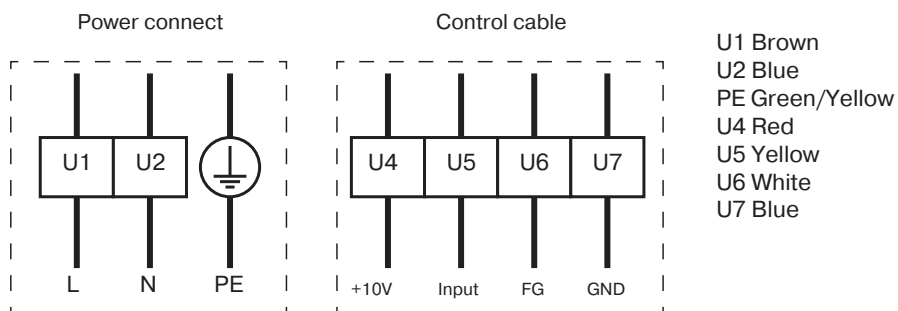 Power connect
Control cable
U1 Brown
U2 Blue
PE Green/Yellow
U4 Red
U5 Yellow
U6 White
U7 Blue
U1 U2
U4 U5 U6 U7
L N PE
+10V Input FG GND